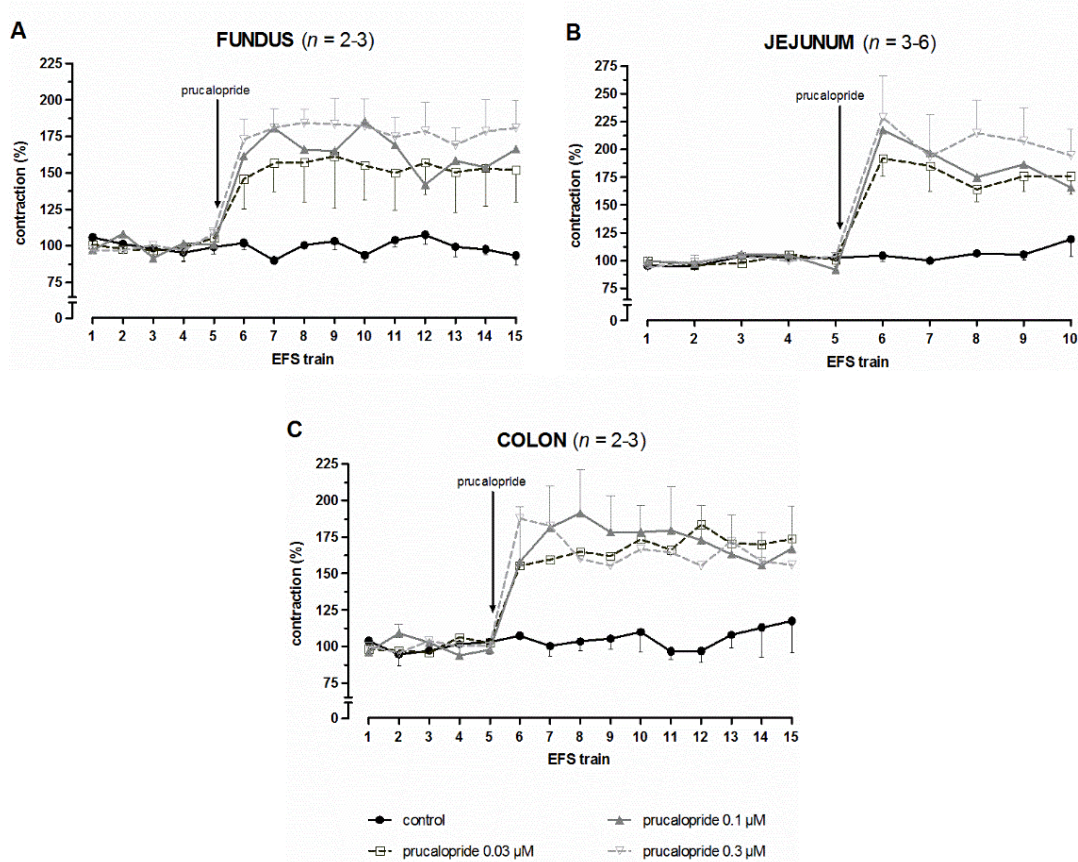 A
FUNDUS (n = 2-3)
225
200
175
150
125
100
75
0
contraction (%)
prucalopride
1 2 3 4 5 6 7 8 9 10 11 12 13 14 15
EFS train
B
JEJUNUM (n = 3-6)
275
250
225
200
175
150
125
100
75
0
contraction (%)
prucalopride
1 2 3 4 5 6 7 8 9 10
EFS train
C
COLON (n = 2-3)
225
200
175
150
125
100
75
0
contraction (%)
prucalopride
1 2 3 4 5 6 7 8 9 10 11 12 13 14 15
EFS train
control
prucalopride 0.1 µM
prucalopride 0.03 µM
prucalopride 0.3 µM